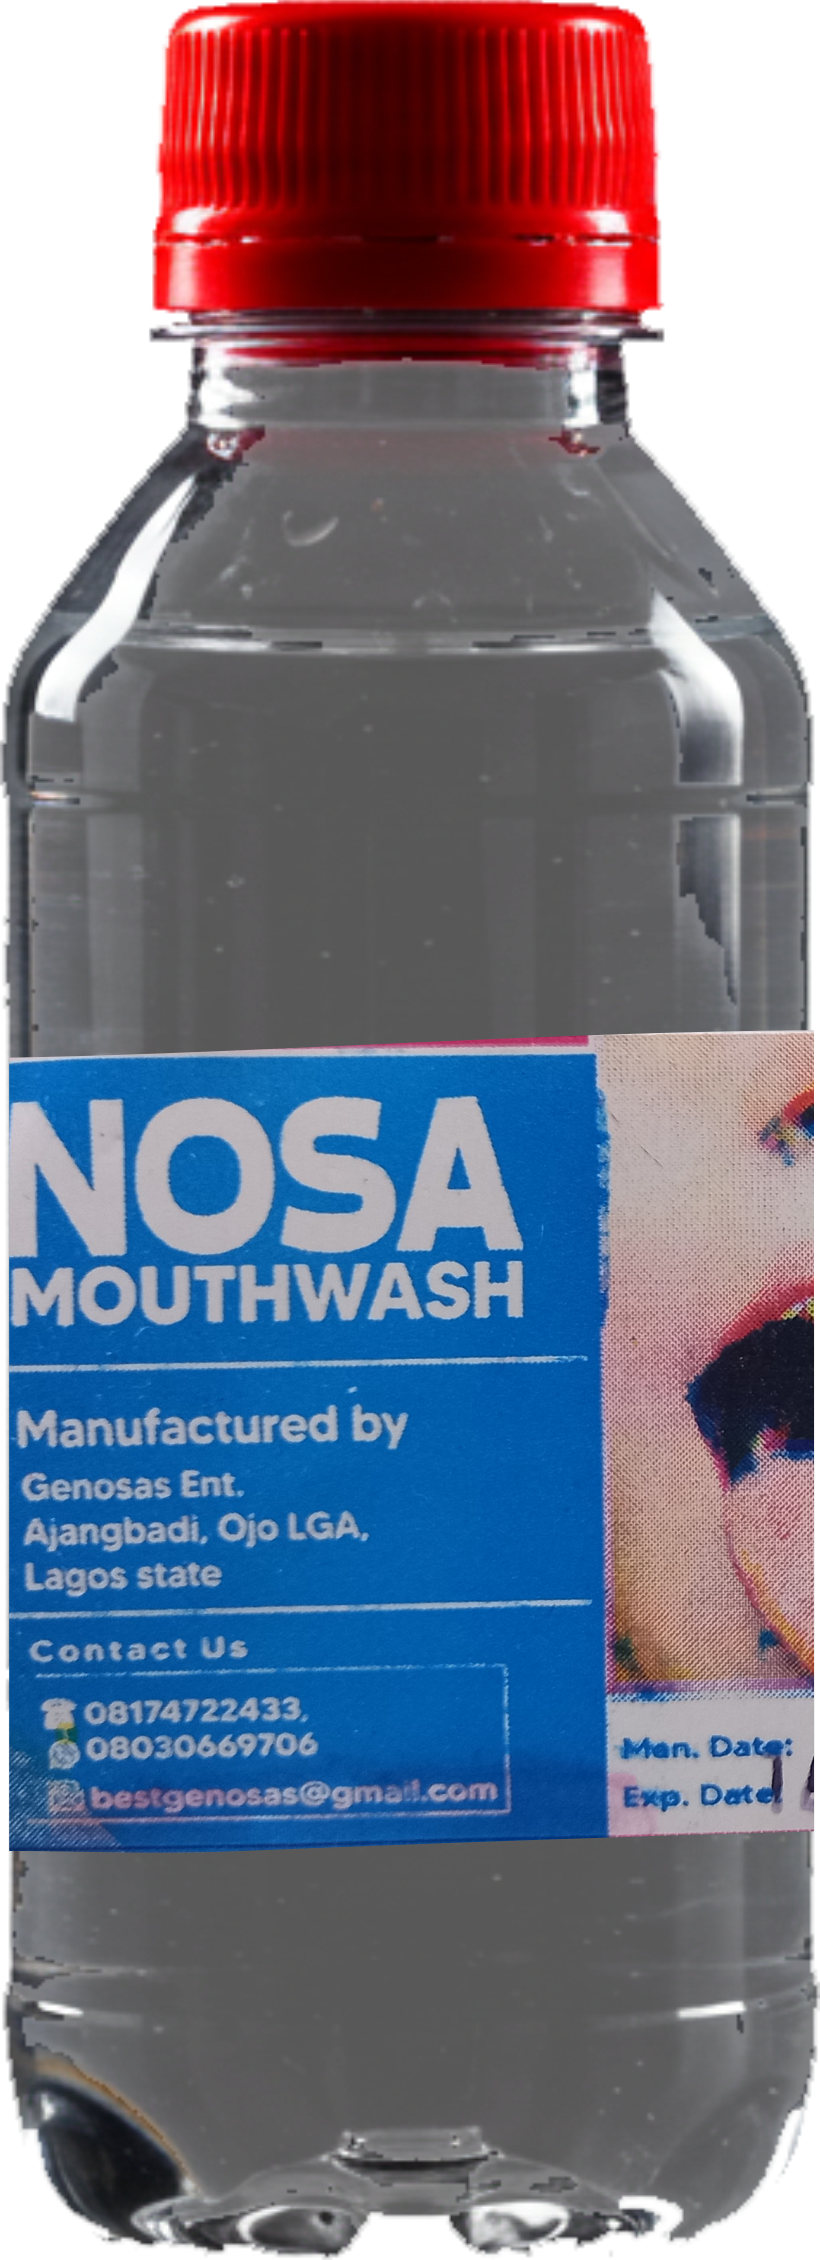 NOSA
MOUTHWASH
Manufactured by
Genosas Ent.
Ajangbadi, Ojo LGA,
Lagos state
Contact Us
08174722433,
08030669706
bestgenosas@gmail.com
Man. Date:
Exp. Date: